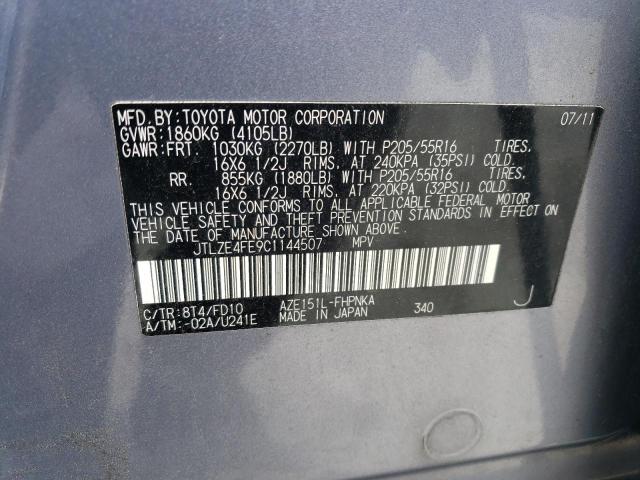 MFD. BY: TOYOTA MOTOR CORPORATION 07/11
GVWR: 1860KG (4105LB)
GAWR: FRT 1030KG (2270LB) WITH P205/55R16 TIRES.
16X6 1/2J RIMS, AT 240KPA (35PSI) COLD.
RR. 855KG (1880LB) WITH P205/55R16 TIRES.
16X6 1/2J RIMS, AT 220KPA (32PSI) COLD.
THIS VEHICLE CONFORMS TO ALL APPLICABLE FEDERAL MOTOR
VEHICLE SAFETY AND THEFT PREVENTION STANDARDS IN EFFECT ON
THE DATE OF MANUFACTURE SHOWN ABOVE.
JTLZE4FE9C1144507 MPV
C/TR: 8T4/FD10 AZE151L-FHPNKA
A/TM: -02A/U241E MADE IN JAPAN 340 J